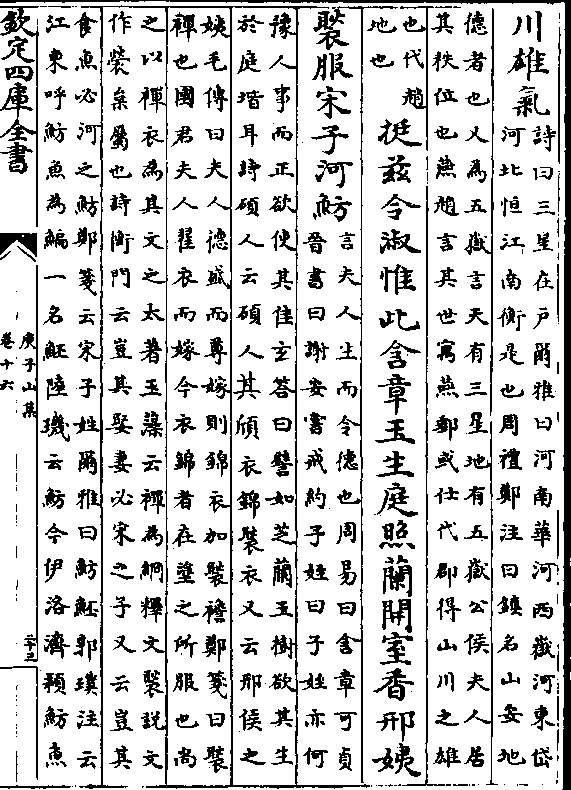 川雄氣
詩曰三星在戶爾雅曰河南華河西嶽河東岱
河北恒江南衡是也周禮鄭注曰鎮名山安地
德者也又為五嶽言天有三星地有五嶽公侯夫人居
其秩位也燕趙言其世寓燕鄭或仕代郡得山川之雄
也代趙
地也
挺兹令淑惟此含章玉生庭照蘭開室香邢姨
褧服宋子河魴
言夫人生而令德也周易曰含章可貞
晉書曰謝安嘗戒約子姪曰子姪亦何
豫人事而正欲使其佳玄答曰譬如芝蘭玉樹欲其生
於庭堦耳詩碩人云碩人其頎衣錦褧衣又云邢侯之
姨毛傳曰夫人德盛而尊嫁則錦衣加褧襜鄭箋曰褧
襌也國君夫人翟衣而嫁今衣錦者在塗之所服也尚
之以襌衣為其文之太著玉藻云襌為絅釋文褧說文
作檾枲屬也詩衡門云豈其娶妻必宋之子又云豈其
食魚必河之魴鄭箋云宋子姓爾雅曰魴魾郭璞注云
江東呼魴魚為鯿一名魾陸璣云魴今伊洛濟穎魴魚
欽定四庫全書
庾子山集
卷十六
二十三